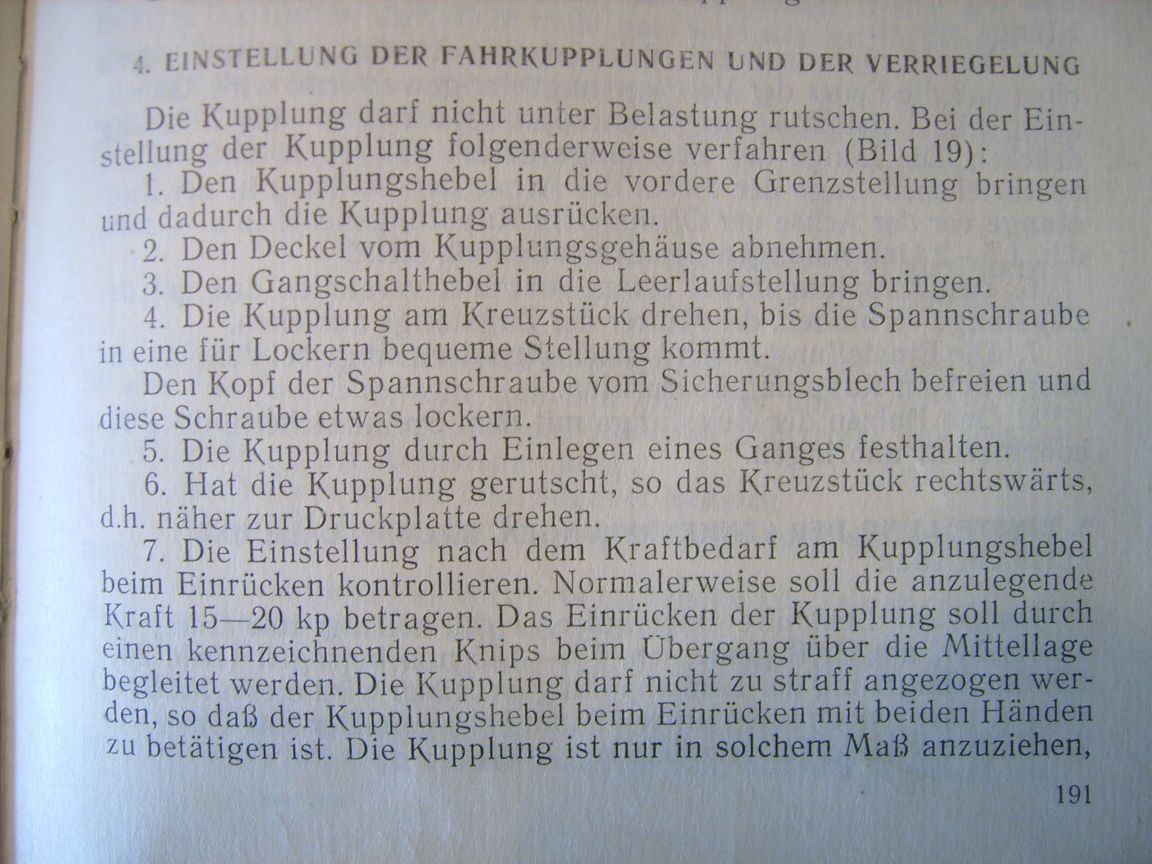 4. EINSTELLUNG DER FAHRKUPPLUNGEN UND DER VERRIEGELUNG
Die Kupplung darf nicht unter Belastung rutschen. Bei der Ein-
stellung der Kupplung folgenderweise verfahren (Bild 19):
1. Den Kupplungshebel in die vordere Grenzstellung bringen
und dadurch die Kupplung ausrücken.
2. Den Deckel vom Kupplungsgehäuse abnehmen.
3. Den Gangschalthebel in die Leerlaufstellung bringen.
4. Die Kupplung am Kreuzstück drehen, bis die Spannschraube
in eine für Lockern bequeme Stellung kommt.
Den Kopf der Spannschraube vom Sicherungsblech befreien und
diese Schraube etwas lockern.
5. Die Kupplung durch Einlegen eines Ganges festhalten.
6. Hat die Kupplung gerutscht, so das Kreuzstück rechtswärts,
d.h. näher zur Druckplatte drehen.
7. Die Einstellung nach dem Kraftbedarf am Kupplungshebel
beim Einrücken kontrollieren. Normalerweise soll die anzulegende
Kraft 15—20 kp betragen. Das Einrücken der Kupplung soll durch
einen kennzeichnenden Knips beim Übergang über die Mittellage
begleitet werden. Die Kupplung darf nicht zu straff angezogen wer-
den, so daß der Kupplungshebel beim Einrücken mit beiden Händen
zu betätigen ist. Die Kupplung ist nur in solchem Maß anzuziehen,
191